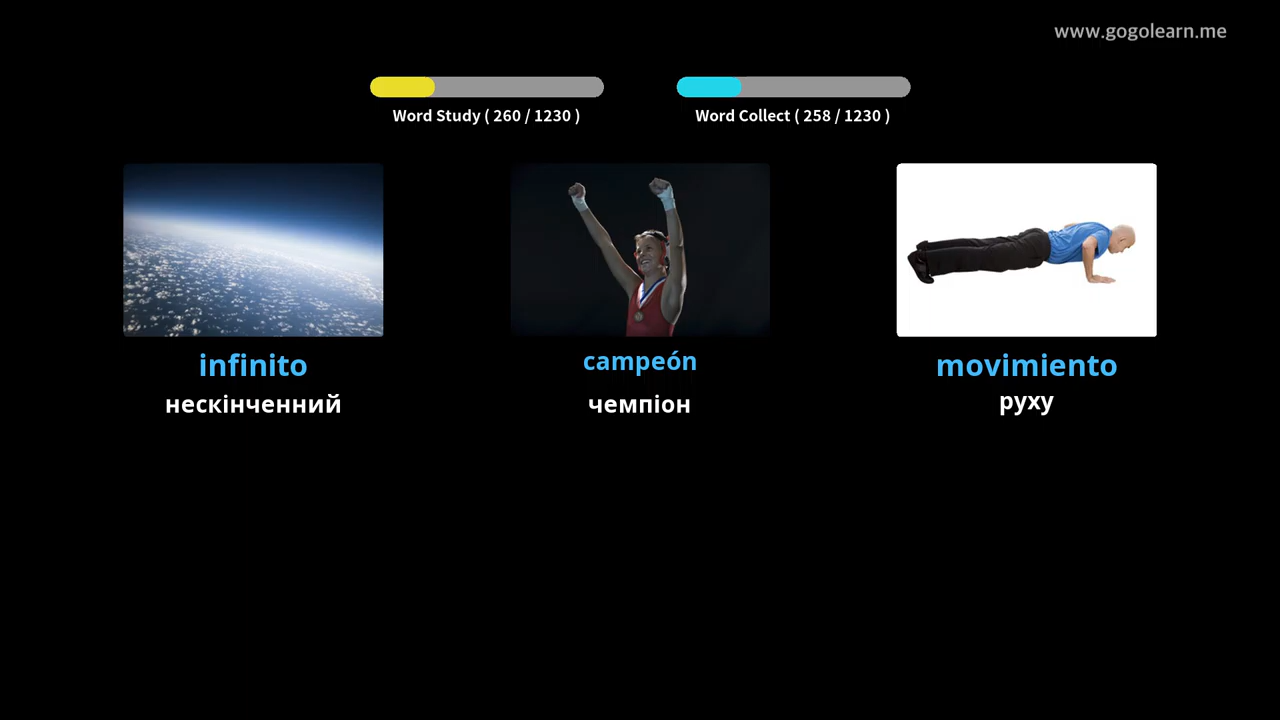 www.gogolearn.me
Word Study ( 260 / 1230 )
Word Collect ( 258 / 1230 )
infinito
campeón
movimiento
нескінченний
чемпіон
руху